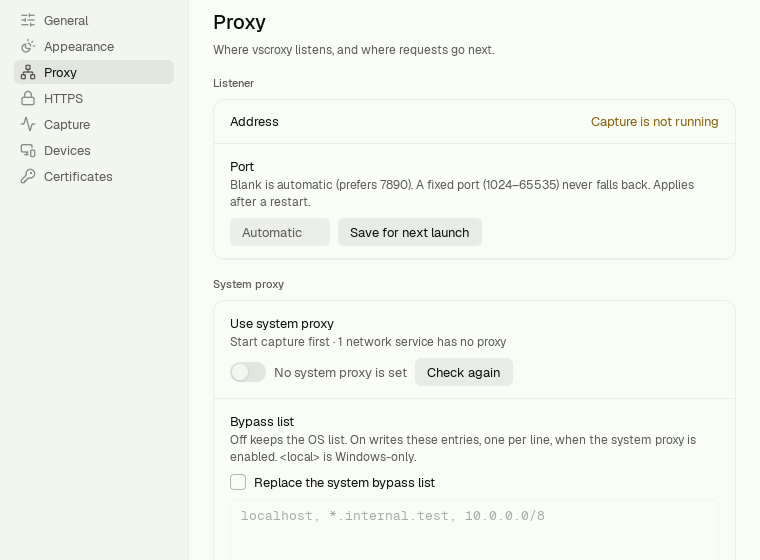 General
Appearance
Proxy
HTTPS
Capture
Devices
Certificates
Proxy
Where vscroxy listens, and where requests go next.
Listener
Address
Capture is not running
Port
Blank is automatic (prefers 7890). A fixed port (1024–65535) never falls back. Applies
after a restart.
Automatic
Save for next launch
System proxy
Use system proxy
Start capture first · 1 network service has no proxy
No system proxy is set
Check again
Bypass list
Off keeps the OS list. On writes these entries, one per line, when the system proxy is
enabled. <local> is Windows-only.
Replace the system bypass list
localhost, *.internal.test, 10.0.0.0/8